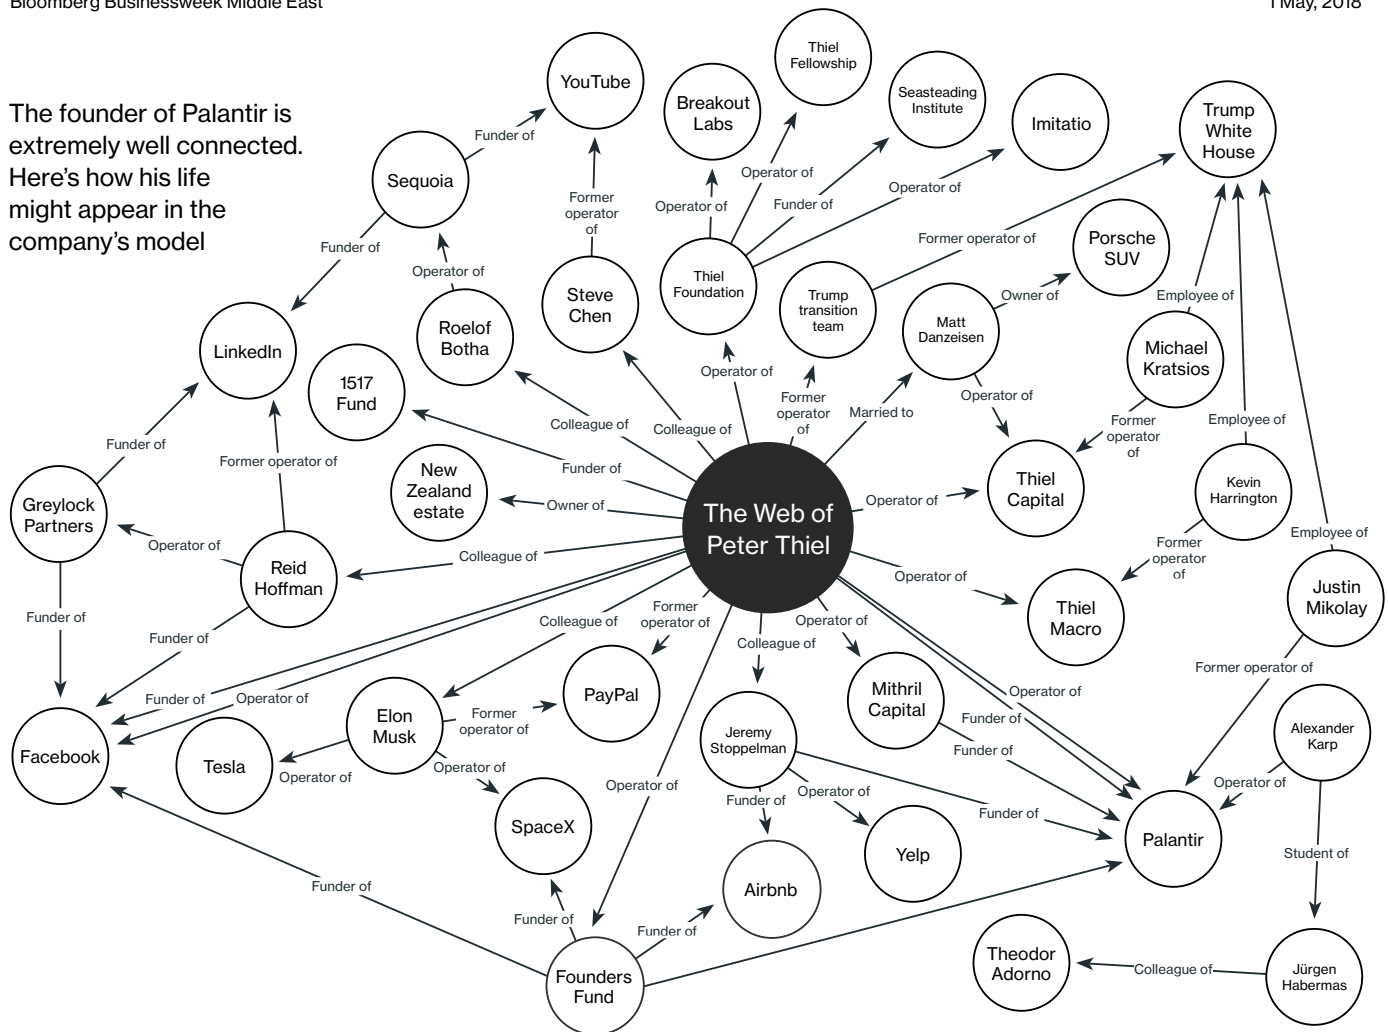 Bloomberg Businessweek Middle East
1 May, 2018
The founder of Palantir is
extremely well connected.
Here's how his life
might appear in the
company's model
YouTube
Thiel
Fellowship
Breakout
Labs
Seasteading
Institute
Imitatio
Trump
White
House
Funder of
Sequoia
Former
operator
of
Operator of
Operator of
Funder of
Operator of
Former operator of
Funder of
Operator of
Porsche
SUV
Owner of
Employee of
Thiel
Foundation
Steve
Chen
Trump
transition
team
Matt
Danzeisen
Roelof
Botha
LinkedIn
Michael
Kratsios
1517
Fund
Operator of
Former
operator
of
Married to
Operator of
Former
operator
of
Employee of
Colleague of
Colleague of
Funder of
Former operator of
Funder of
New
Zealand
estate
Owner of
Thiel
Capital
Operator of
Kevin
Harrington
Greylock
Partners
The Web of
Peter Thiel
Employee of
Operator of
Colleague of
Former
operator
of
Reid
Hoffman
Operator of
Justin
Mikolay
Thiel
Macro
Funder of
Funder of
Colleague of
Former
operator of
Operator of
Colleague of
Former operator of
Funder of
Operator of
PayPal
Mithril
Capital
Operator of
Funder of
Elon
Musk
Former
operator of
Jeremy
Stoppelman
Alexander
Karp
Facebook
Tesla
Operator of
Operator of
Funder of
Operator of
Operator of
Funder of
Operator of
Funder of
SpaceX
Yelp
Palantir
Student of
Funder of
Airbnb
Funder of
Funder of
Founders
Fund
Theodor
Adorno
Colleague of
Jürgen
Habermas